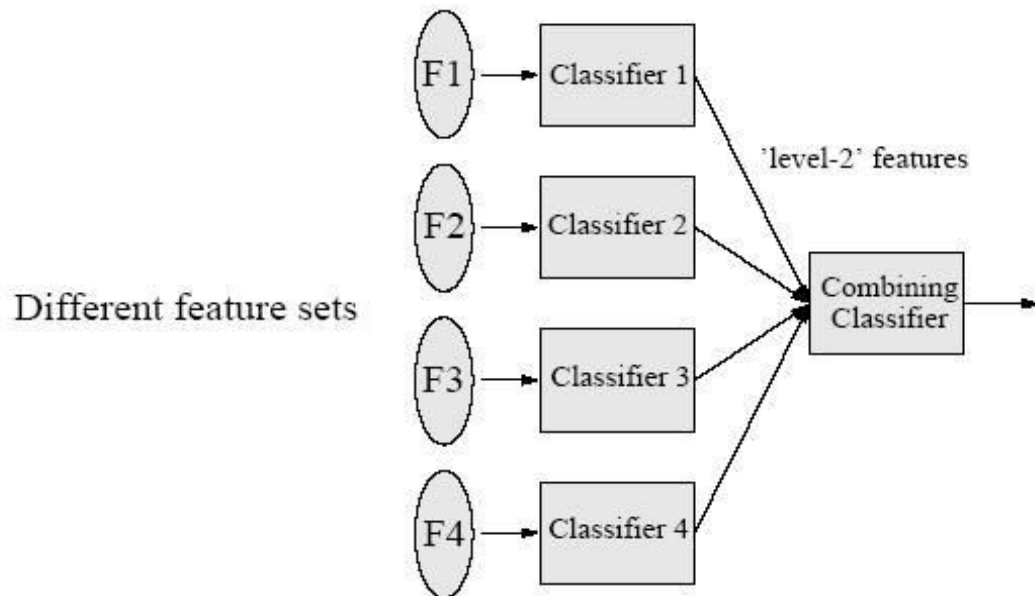 F1
Classifier 1
'level-2' features
F2
Classifier 2
Different feature sets
Combining
Classifier
F3
Classifier 3
F4
Classifier 4